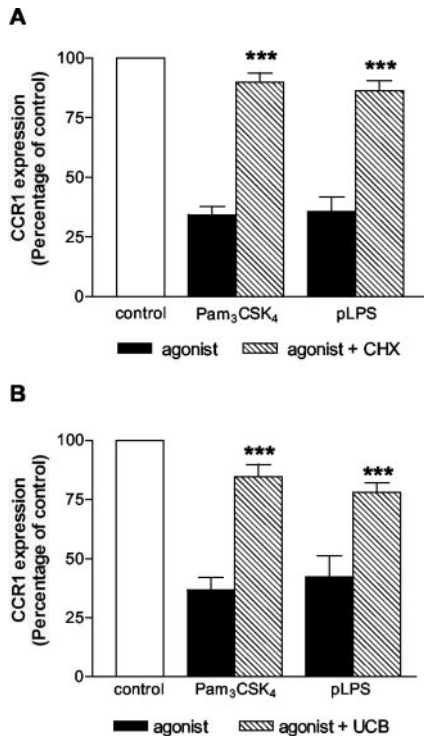 A
CCR1 expression
(Percentage of control)
100
75
50
25
0
***
***
control
Pam₃CSK₄
pLPS
agonist
agonist + CHX
B
CCR1 expression
(Percentage of control)
100
75
50
25
0
***
***
control
Pam₃CSK₄
pLPS
agonist
agonist + UCB